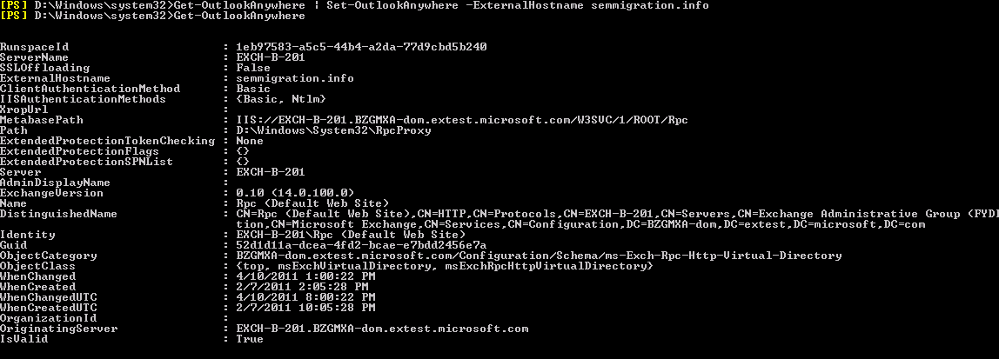 [PS] D:\Windows\system32>Get-OutlookAnywhere | Set-OutlookAnywhere -ExternalHostname semmigration.info
[PS] D:\Windows\system32>Get-OutlookAnywhere
RunspaceId : 1eb97583-a5c5-44b4-a2da-77d9cbd5b240
ServerName : EXCH-B-201
SSLOffloading : False
ExternalHostname : semmigration.info
ClientAuthenticationMethod : Basic
IISAuthenticationMethods : {Basic, Ntlm}
XropUrl :
MetabasePath : IIS://EXCH-B-201.BZGMXA-dom.extest.microsoft.com/W3SVC/1/ROOT/Rpc
Path : D:\Windows\System32\RpcProxy
ExtendedProtectionTokenChecking : None
ExtendedProtectionFlags : {}
ExtendedProtectionSPNList : {}
Server : EXCH-B-201
AdminDisplayName :
ExchangeVersion : 0.10 (14.0.100.0)
Name : Rpc (Default Web Site)
DistinguishedName : CN=Rpc (Default Web Site),CN=HTTP,CN=Protocols,CN=EXCH-B-201,CN=Servers,CN=Exchange Administrative Group (FYDI
tion,CN=Microsoft Exchange,CN=Services,CN=Configuration,DC=BZGMXA-dom,DC=extest,DC=microsoft,DC=com
Identity : EXCH-B-201\Rpc (Default Web Site)
Guid : 52d1d11a-dcea-4fd2-bcae-e7bdd2456e7a
ObjectCategory : BZGMXA-dom.extest.microsoft.com/Configuration/Schema/ms-Exch-Rpc-Http-Virtual-Directory
ObjectClass : {top, msExchVirtualDirectory, msExchRpcHttpVirtualDirectory}
WhenChanged : 4/10/2011 1:00:22 PM
WhenCreated : 2/7/2011 2:05:28 PM
WhenChangedUTC : 4/10/2011 8:00:22 PM
WhenCreatedUTC : 2/7/2011 10:05:28 PM
OrganizationId :
OriginatingServer : EXCH-B-201.BZGMXA-dom.extest.microsoft.com
IsValid : True